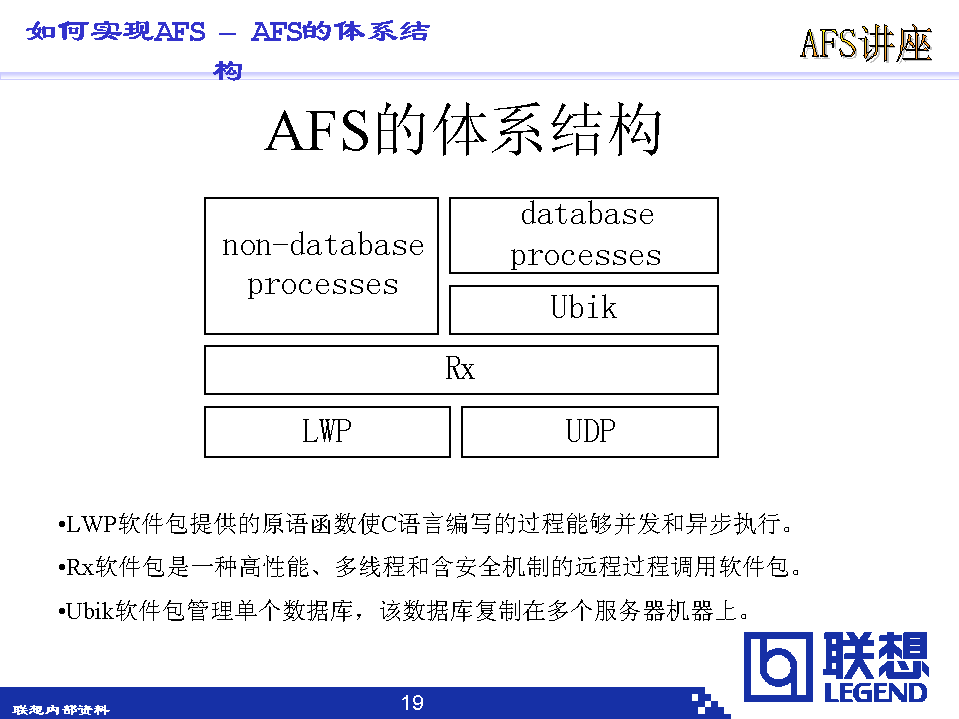 如何实现AFS – AFS的体系结
构
AFS讲座
AFS的体系结构
non-database
processes
database
processes
Ubik
Rx
LWP
UDP
•LWP软件包提供的原语函数使C语言编写的过程能够并发和异步执行。
•Rx软件包是一种高性能、多线程和含安全机制的远程过程调用软件包。
•Ubik软件包管理单个数据库，该数据库复制在多个服务器机器上。
联想
LEGEND
联想内部资料
19